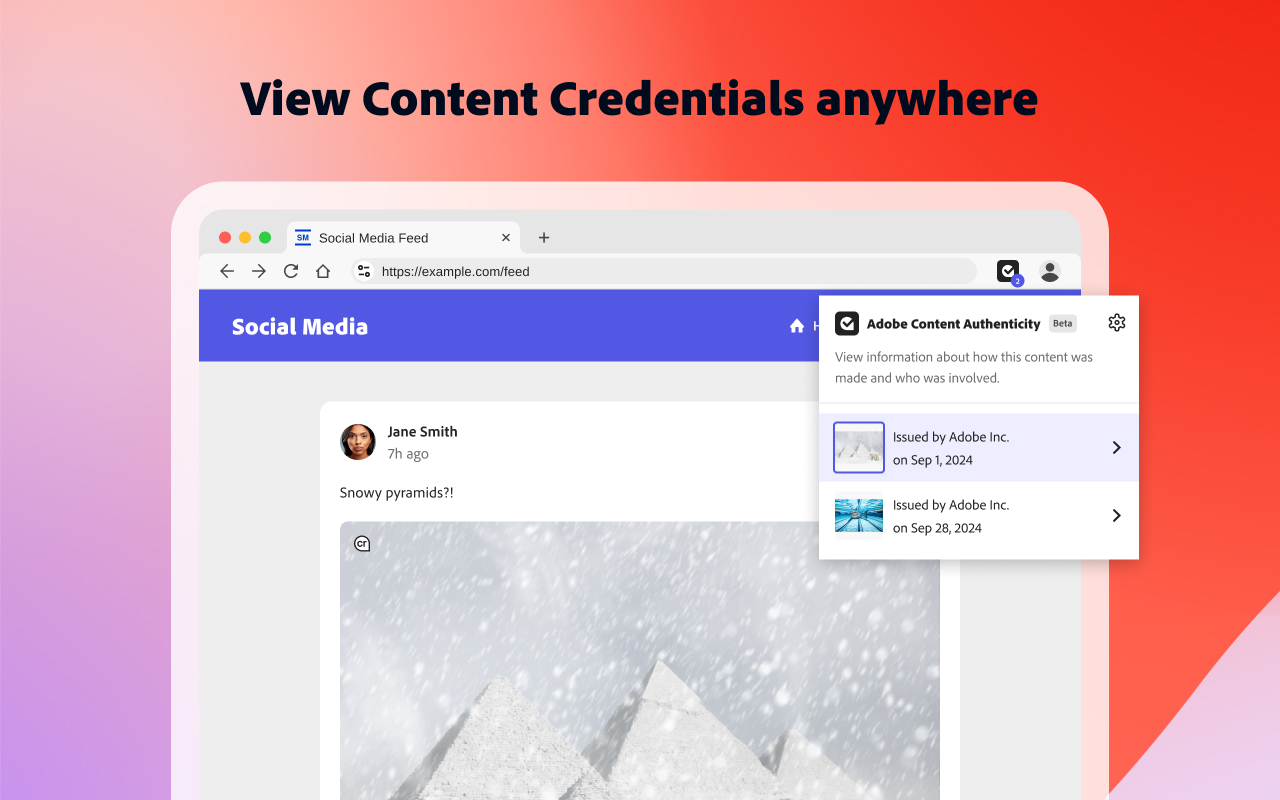 View Content Credentials anywhere
SM
Social Media Feed
https://example.com/feed
2
Social Media
H
Adobe Content Authenticity
Beta
View information about how this content was
made and who was involved.
Issued by Adobe Inc.
on Sep 1, 2024
Issued by Adobe Inc.
on Sep 28, 2024
Jane Smith
7h ago
Snowy pyramids?!
cr